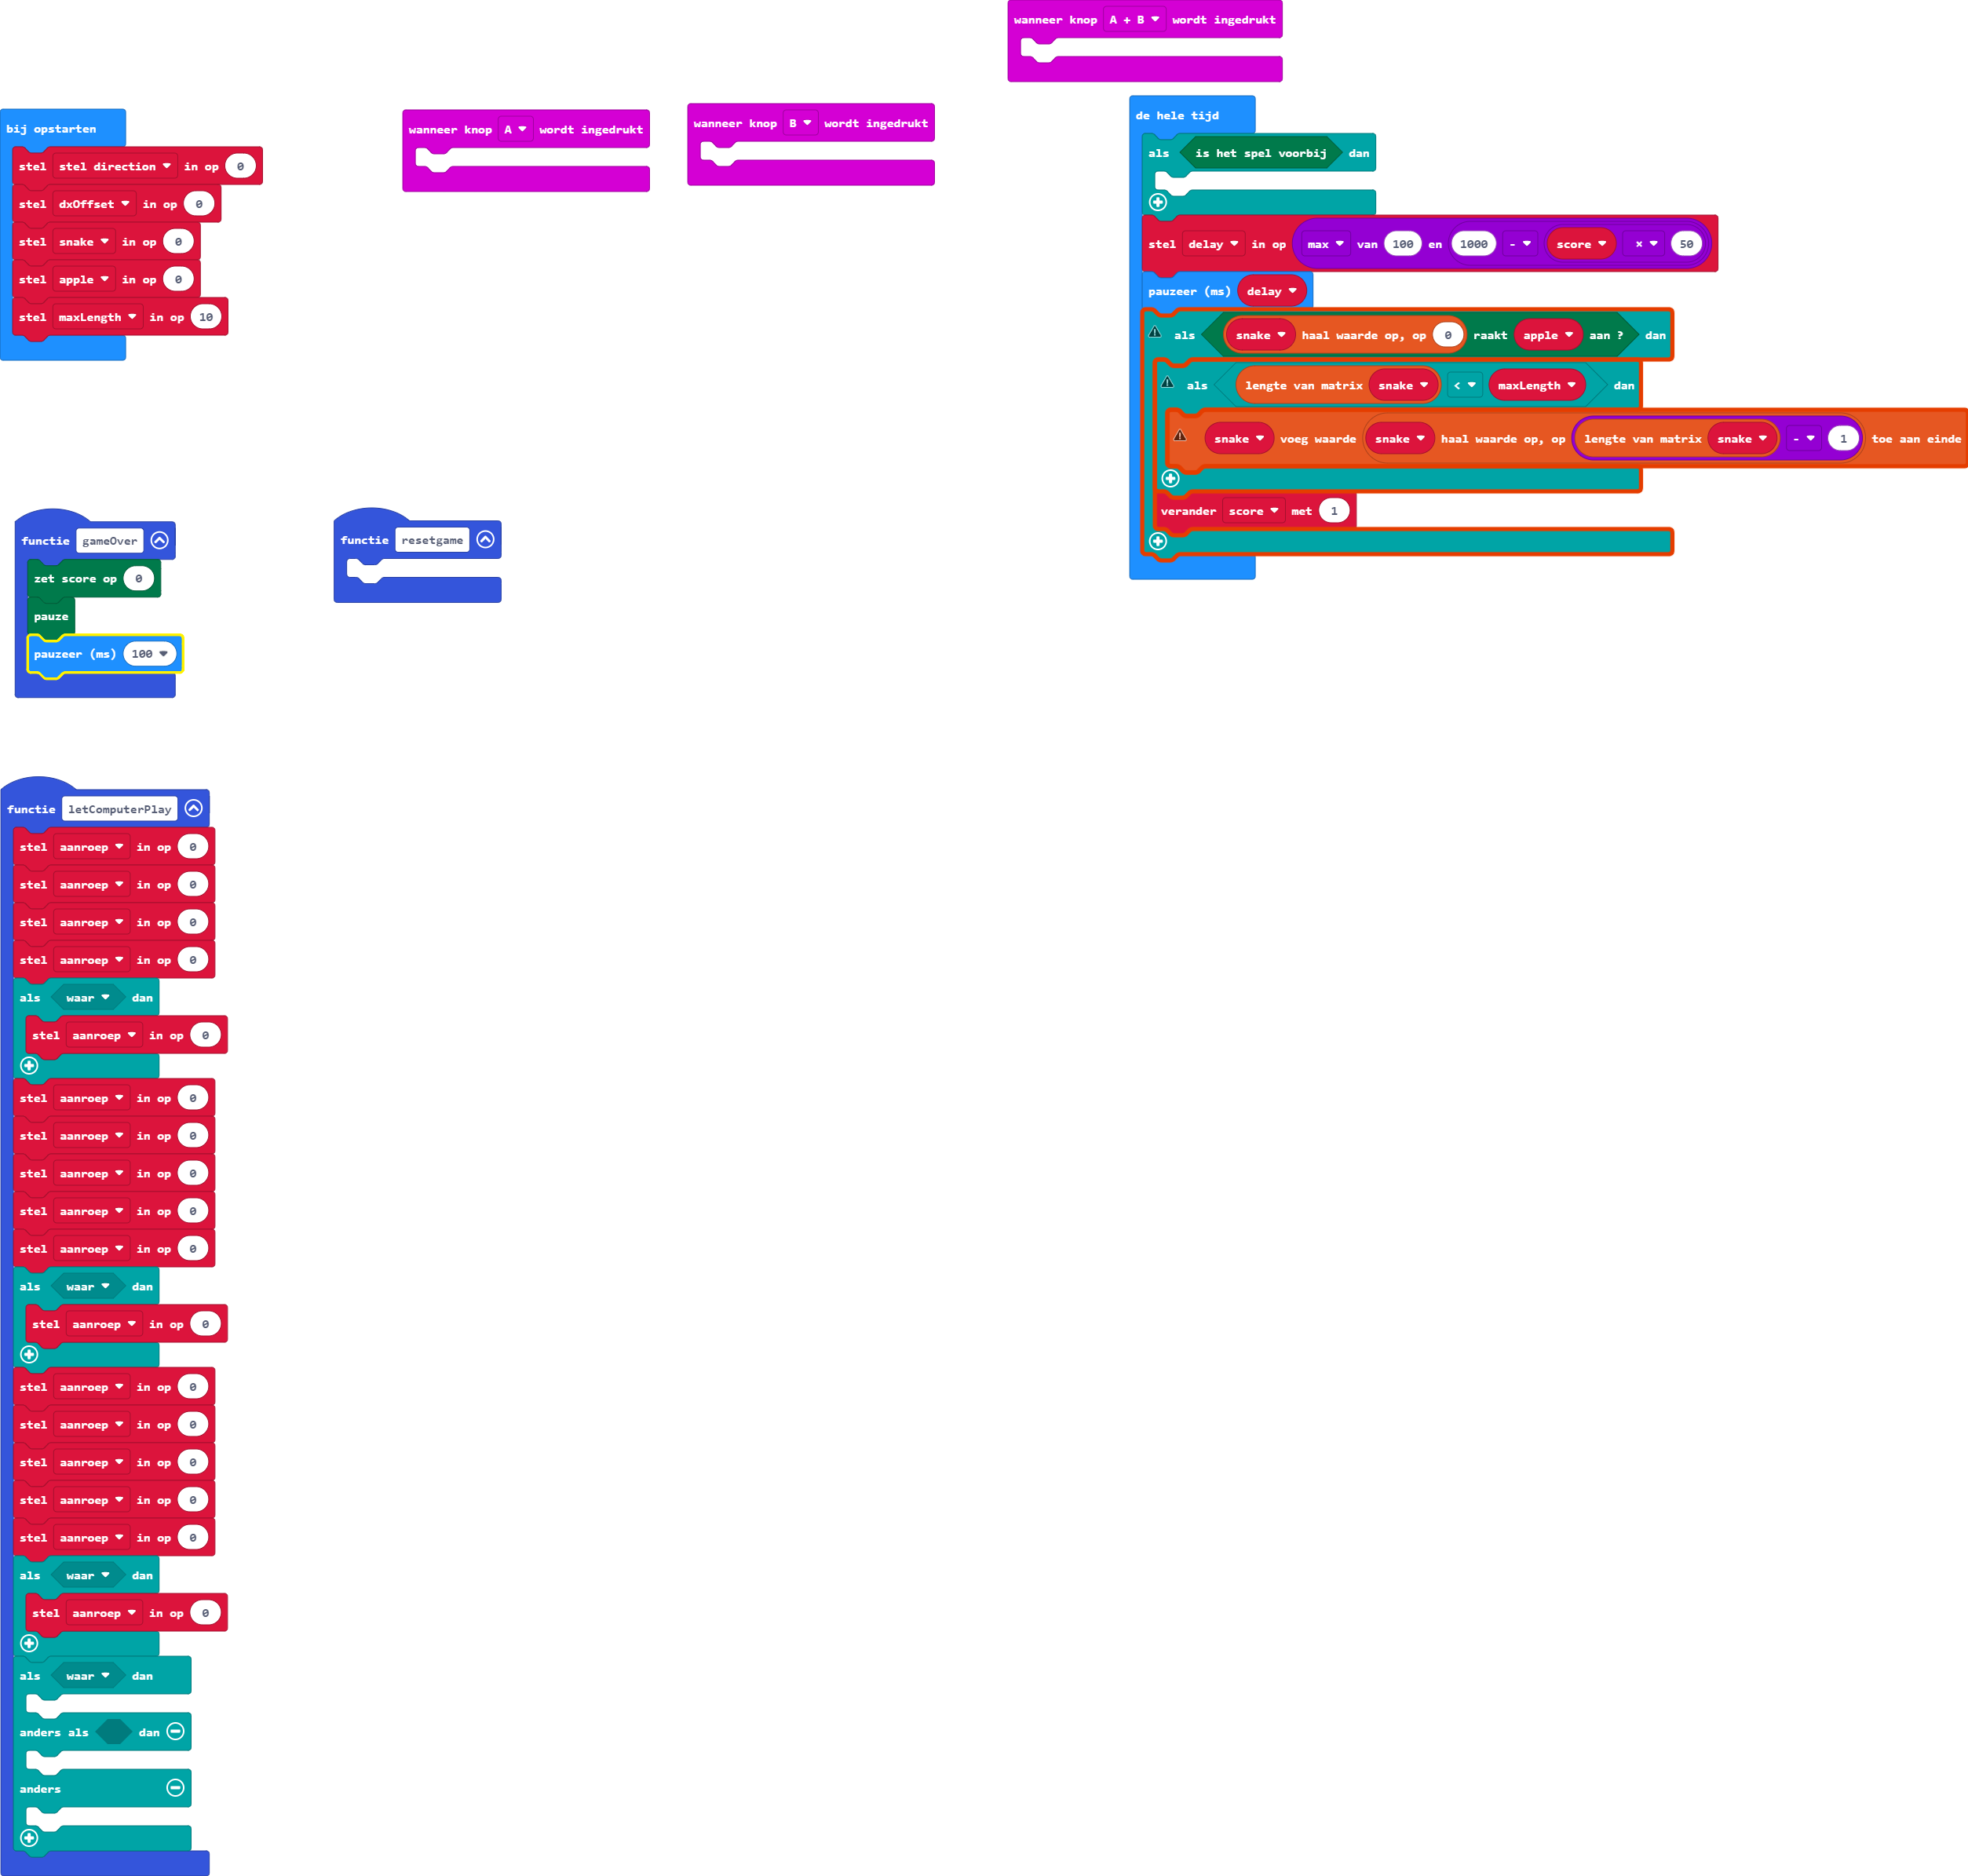 wanneer knop A + B wordt ingedrukt
bij opstarten
stel stel direction in op 0
stel dxOffset in op 0
stel snake in op 0
stel apple in op 0
stel maxLength in op 10
wanneer knop A wordt ingedrukt
wanneer knop B wordt ingedrukt
de hele tijd
als is het spel voorbij dan
stel delay in op max van 100 en 1000 - score × 50
pauzeer (ms) delay
als snake haal waarde op, op 0 raakt apple aan ? dan
als lengte van matrix snake < maxLength dan
snake voeg waarde snake haal waarde op, op lengte van matrix snake - 1 toe aan einde
verander score met 1
functie gameOver
zet score op 0
pauze
pauzeer (ms) 100
functie resetgame
functie letComputerPlay
stel aanroep in op 0
stel aanroep in op 0
stel aanroep in op 0
stel aanroep in op 0
als waar dan
stel aanroep in op 0
stel aanroep in op 0
stel aanroep in op 0
stel aanroep in op 0
stel aanroep in op 0
stel aanroep in op 0
als waar dan
stel aanroep in op 0
stel aanroep in op 0
stel aanroep in op 0
stel aanroep in op 0
stel aanroep in op 0
stel aanroep in op 0
als waar dan
stel aanroep in op 0
als waar dan
anders als dan
anders